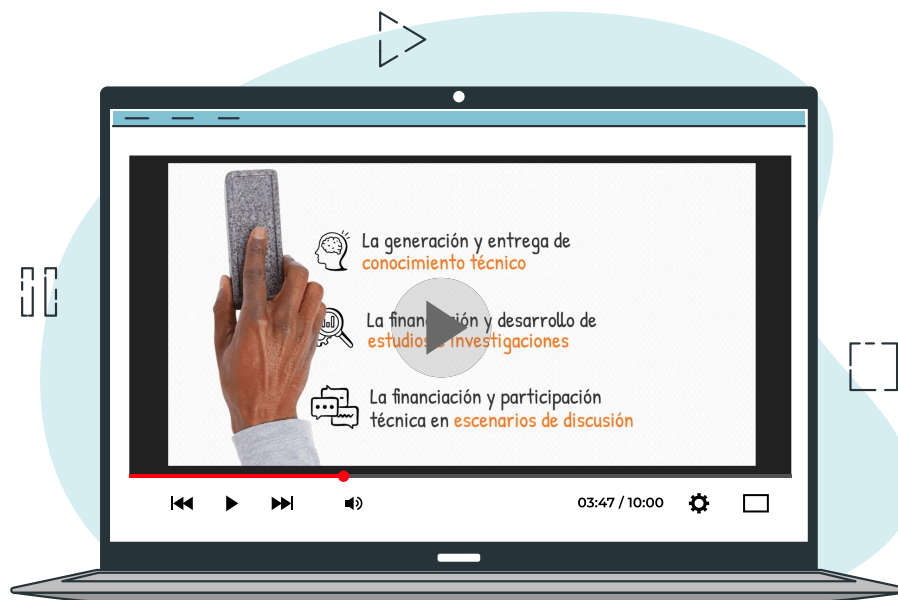 La generación y entrega de
conocimiento técnico
La financiación y desarrollo de
estudios e investigaciones
La financiación y participación
técnica en escenarios de discusión
03:47 / 10:00